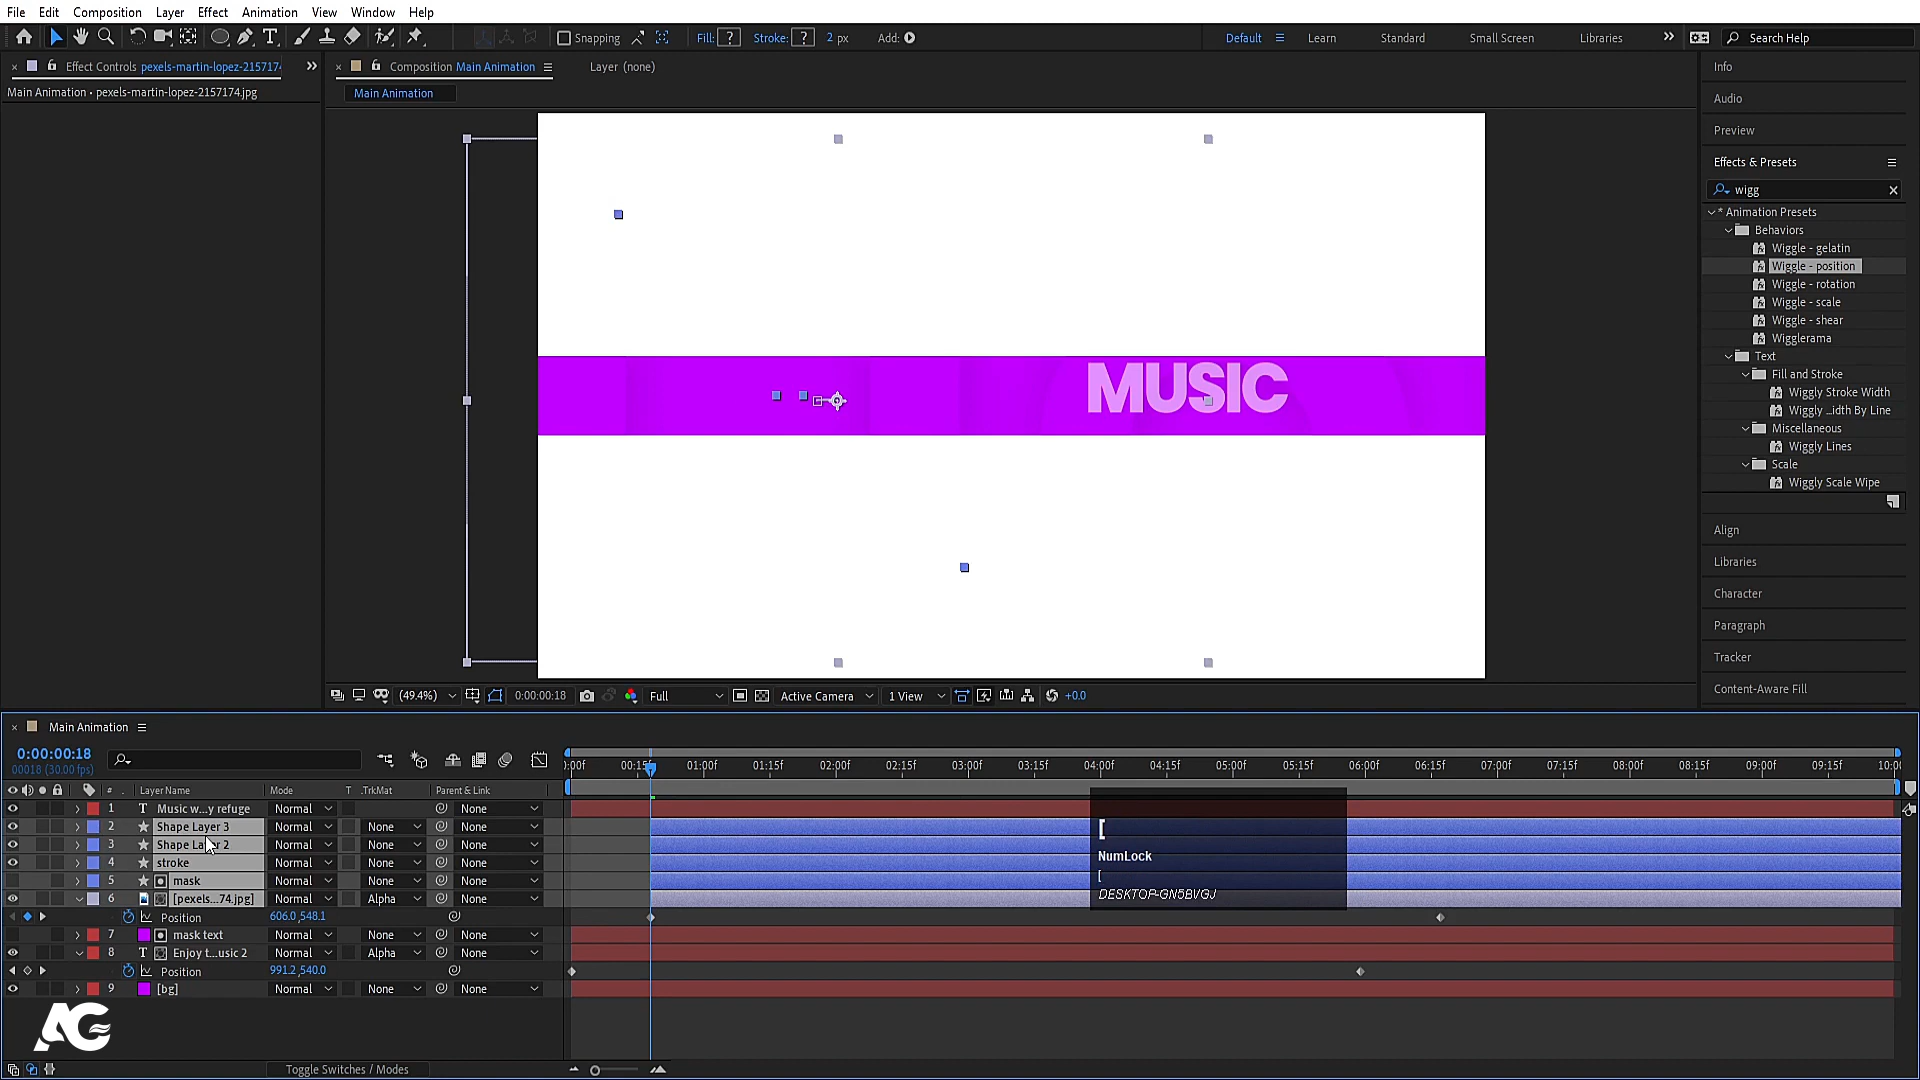 File Edit Composition Layer Effect Animation View Window Help
Snapping Fill: ? Stroke: ? 2 px Add: Default Learn Standard Small Screen Libraries Search Help
Effect Controls pexels-martin-lopez-215717
Composition Main Animation Layer (none)
Main Animation • pexels-martin-lopez-2157174.jpg
Main Animation
MUSIC
(49.4%) 0:00:00:18 Full Active Camera 1 View +0.0
Info
Audio
Preview
Effects & Presets
wigg
* Animation Presets
Behaviors
Wiggle - gelatin
Wiggle - position
Wiggle - rotation
Wiggle - scale
Wiggle - shear
Wigglerama
Text
Fill and Stroke
Wiggly Stroke Width
Wiggly ...idth By Line
Miscellaneous
Wiggly Lines
Scale
Wiggly Scale Wipe
Align
Libraries
Character
Paragraph
Tracker
Content-Aware Fill
Main Animation
0:00:00:18
00018 (30.00 fps)
:00f 00:15f 01:00f 01:15f 02:00f 02:15f 03:00f 03:15f 04:00f 04:15f 05:00f 05:15f 06:00f 06:15f 07:00f 07:15f 08:00f 08:15f 09:00f 09:15f 10:00
# Layer Name Mode T .TrkMat Parent & Link
1 T Music w...y refuge Normal None
2 Shape Layer 3 Normal None None
3 Shape Layer 2 Normal None None
4 stroke Normal None None
5 mask Normal None None
6 [pexels...74.jpg] Normal Alpha None
Position 606.0,548.1
7 mask text Normal None None
8 T Enjoy t...usic 2 Normal Alpha None
Position 991.2,540.0
9 [bg] Normal None None
[
NumLock
[
DESKTOP-GN5BVGJ
AG
Toggle Switches / Modes